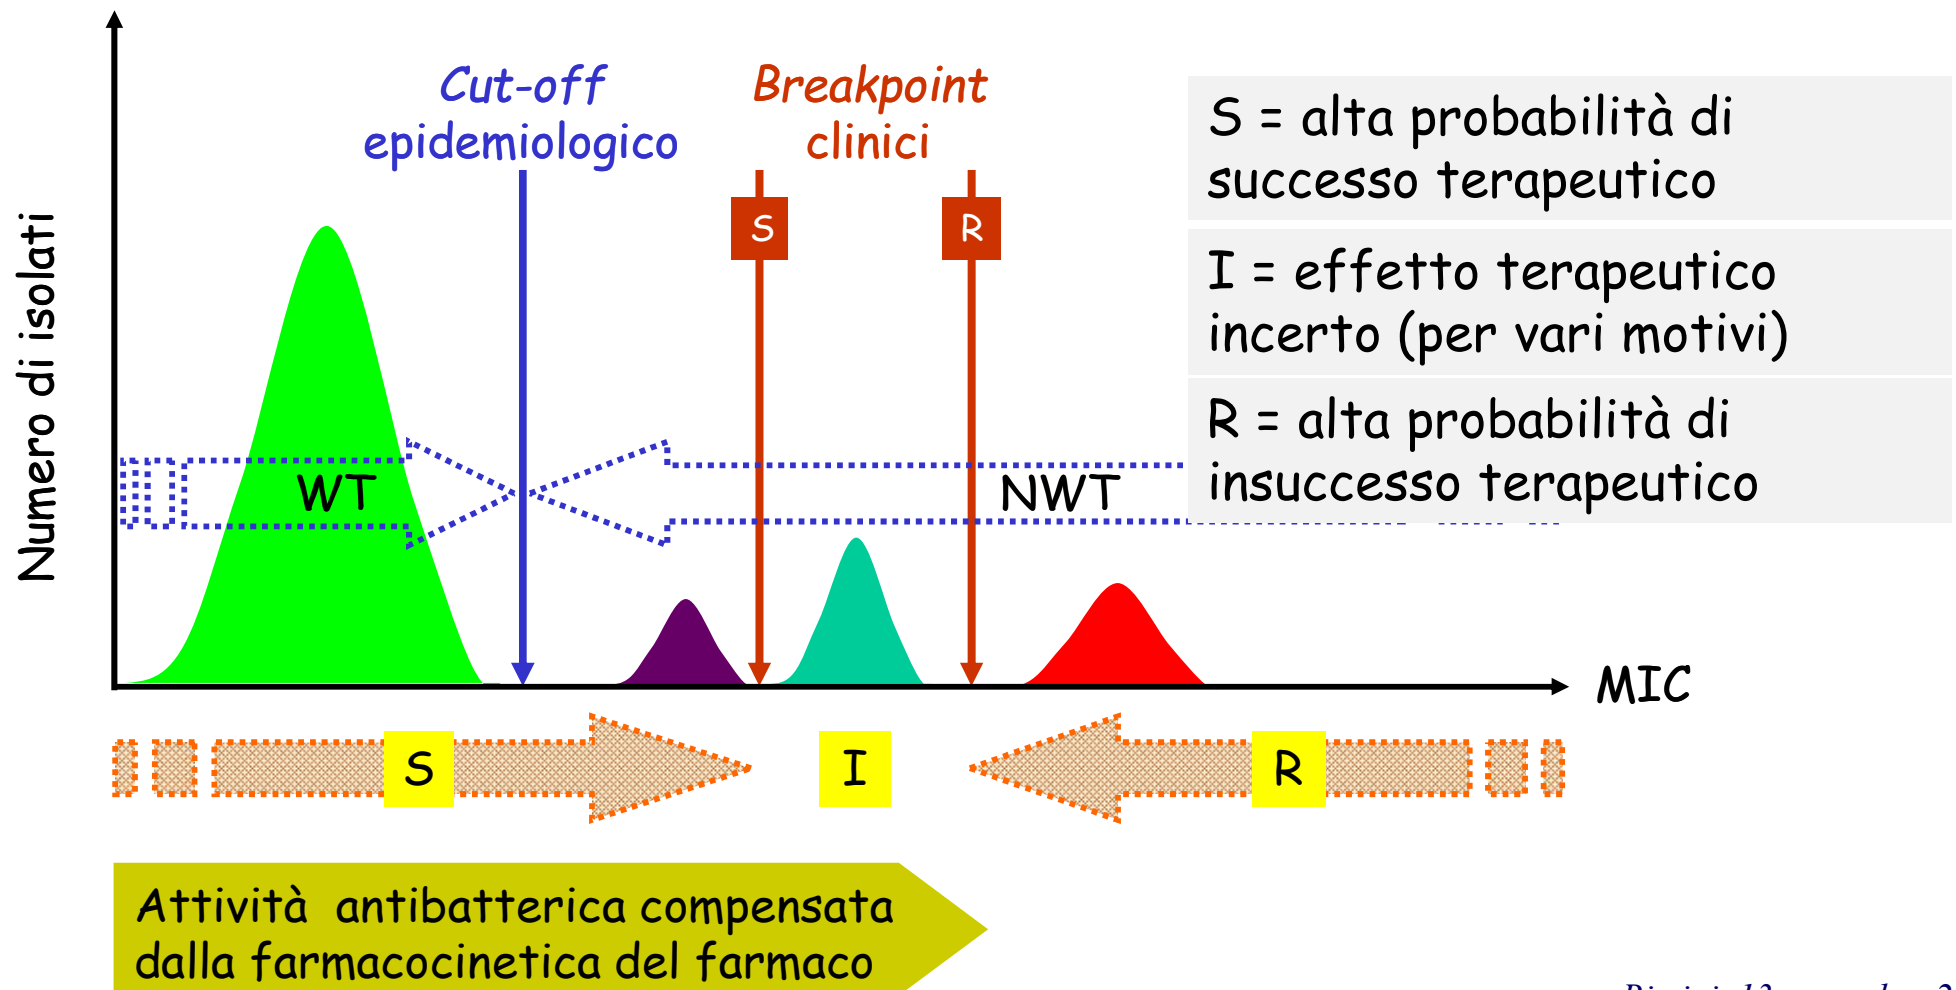 Cut-off
epidemiologico
Breakpoint
clinici
S
R
S = alta probabilità di
successo terapeutico
I = effetto terapeutico
incerto (per vari motivi)
R = alta probabilità di
insuccesso terapeutico
Numero di isolati
WT
NWT
MIC
S
I
R
Attività antibatterica compensata
dalla farmacocinetica del farmaco